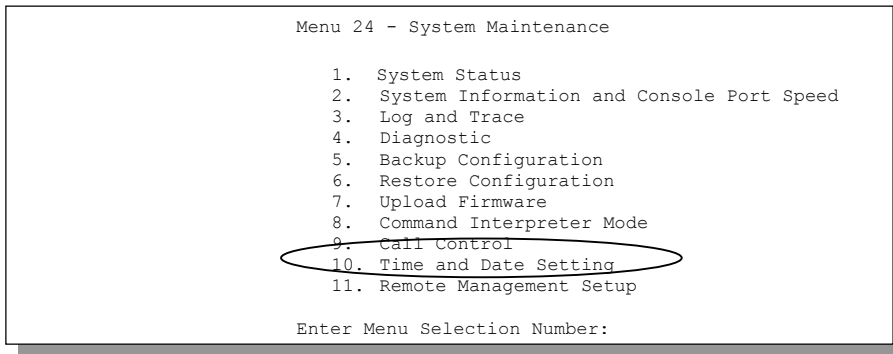 Menu 24 - System Maintenance
1. System Status
2. System Information and Console Port Speed
3. Log and Trace
4. Diagnostic
5. Backup Configuration
6. Restore Configuration
7. Upload Firmware
8. Command Interpreter Mode
9. Call Control
10. Time and Date Setting
11. Remote Management Setup
Enter Menu Selection Number: